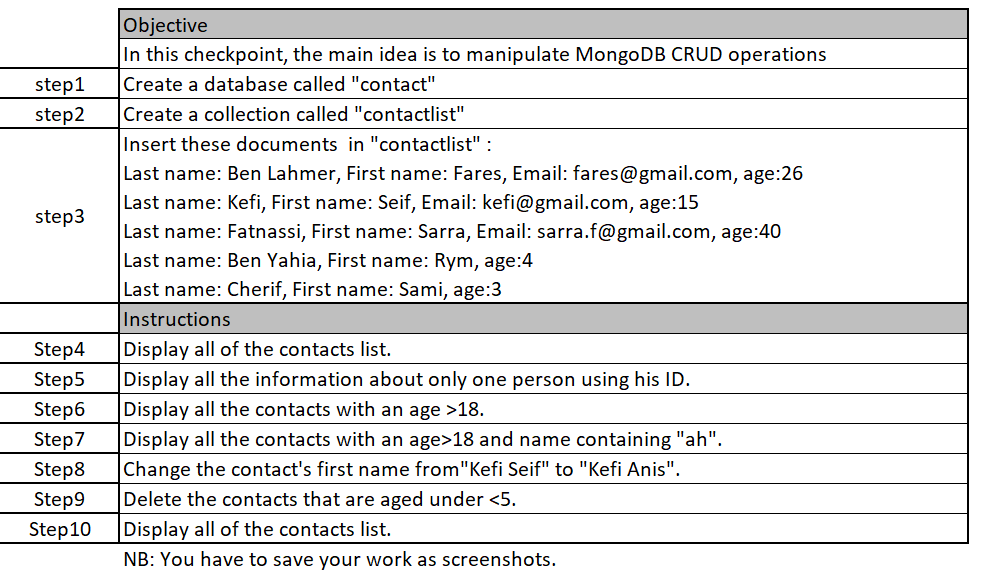 Objective
In this checkpoint, the main idea is to manipulate MongoDB CRUD operations
step1 Create a database called "contact"
step2 Create a collection called "contactlist"
step3 Insert these documents in "contactlist" :
Last name: Ben Lahmer, First name: Fares, Email: fares@gmail.com, age:26
Last name: Kefi, First name: Seif, Email: kefi@gmail.com, age:15
Last name: Fatnassi, First name: Sarra, Email: sarra.f@gmail.com, age:40
Last name: Ben Yahia, First name: Rym, age:4
Last name: Cherif, First name: Sami, age:3
Instructions
Step4 Display all of the contacts list.
Step5 Display all the information about only one person using his ID.
Step6 Display all the contacts with an age >18.
Step7 Display all the contacts with an age>18 and name containing "ah".
Step8 Change the contact's first name from"Kefi Seif" to "Kefi Anis".
Step9 Delete the contacts that are aged under <5.
Step10 Display all of the contacts list.
NB: You have to save your work as screenshots.